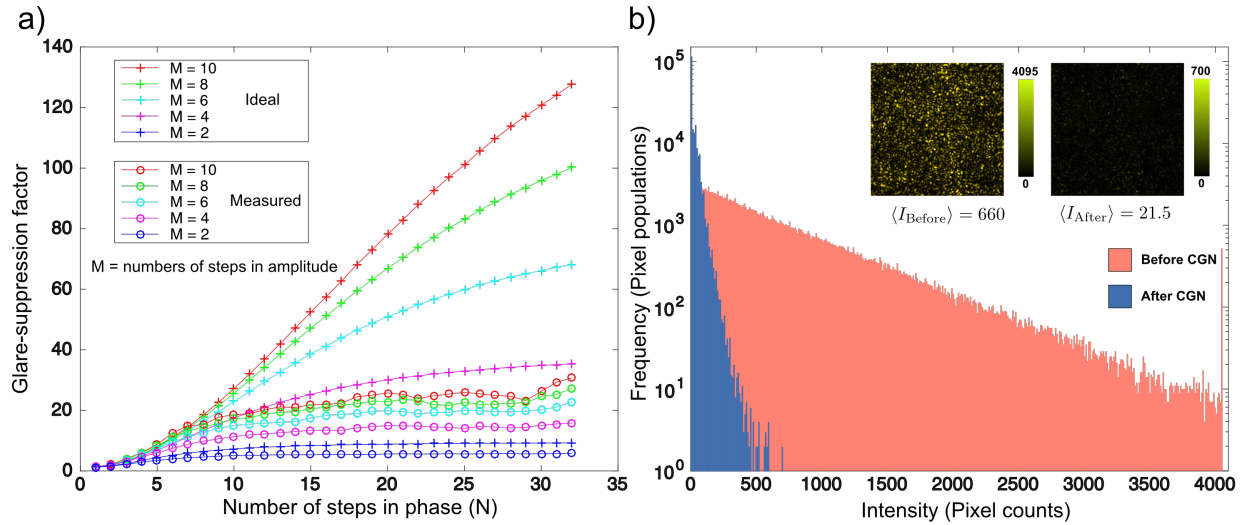 a)
Glare-suppression factor
140
120
100
80
60
40
20
0
M = 10
M = 8
M = 6
M = 4
M = 2
Ideal
M = 10
M = 8
M = 6
M = 4
M = 2
Measured
M = numbers of steps in amplitude
0 5 10 15 20 25 30 35
Number of steps in phase (N)
b)
Frequency (Pixel populations)
10^5
10^4
10^3
10^2
10^1
10^0
4095
0
700
0
⟨I_Before⟩ = 660
⟨I_After⟩ = 21.5
Before CGN
After CGN
0 500 1000 1500 2000 2500 3000 3500 4000
Intensity (Pixel counts)